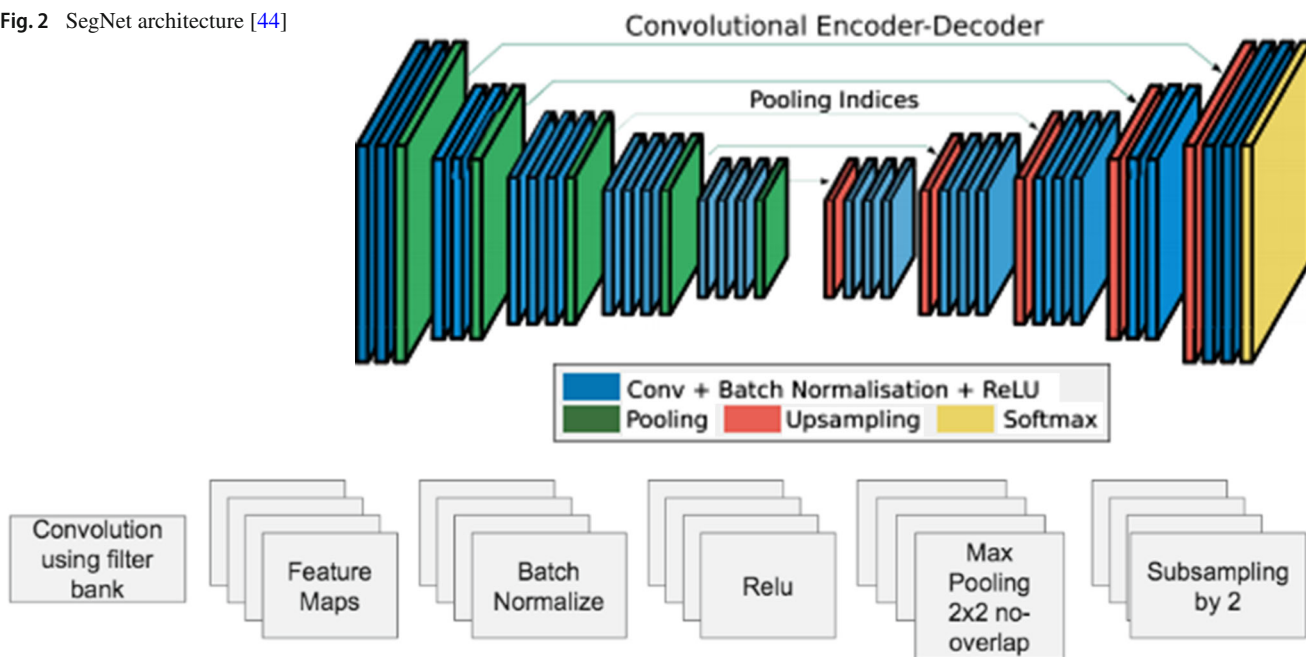 Fig. 2 SegNet architecture [44]
Convolutional Encoder-Decoder
Pooling Indices
Conv + Batch Normalisation + ReLU
Pooling Upsampling Softmax
Convolution
using filter
bank
Feature
Maps
Batch
Normalize
Relu
Max
Pooling
2x2 no-
overlap
Subsampling
by 2